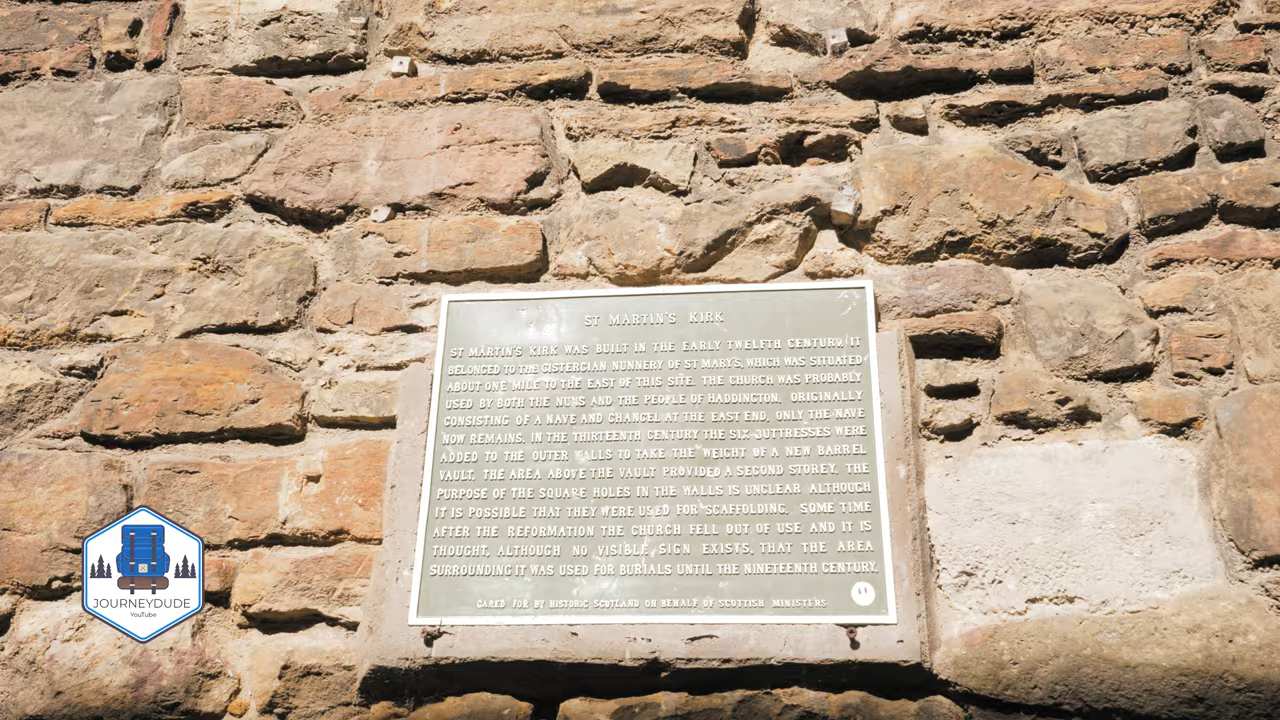 ST MARTIN'S KIRK
ST MARTIN'S KIRK WAS BUILT IN THE EARLY TWELFTH CENTURY. IT
BELONGED TO THE CISTERCIAN NUNNERY OF ST MARY'S, WHICH WAS SITUATED
ABOUT ONE MILE TO THE EAST OF THIS SITE. THE CHURCH WAS PROBABLY
USED BY BOTH THE NUNS AND THE PEOPLE OF HADDINGTON. ORIGINALLY
CONSISTING OF A NAVE AND CHANCEL AT THE EAST END, ONLY THE NAVE
NOW REMAINS. IN THE THIRTEENTH CENTURY THE SIX BUTTRESSES WERE
ADDED TO THE OUTER WALLS TO TAKE THE WEIGHT OF A NEW BARREL
VAULT. THE AREA ABOVE THE VAULT PROVIDED A SECOND STOREY. THE
PURPOSE OF THE SQUARE HOLES IN THE WALLS IS UNCLEAR ALTHOUGH
IT IS POSSIBLE THAT THEY WERE USED FOR SCAFFOLDING. SOME TIME
AFTER THE REFORMATION THE CHURCH FELL OUT OF USE AND IT IS
THOUGHT, ALTHOUGH NO VISIBLE SIGN EXISTS, THAT THE AREA
SURROUNDING IT WAS USED FOR BURIALS UNTIL THE NINETEENTH CENTURY.
CARED FOR BY HISTORIC SCOTLAND ON BEHALF OF SCOTTISH MINISTERS
JOURNEYDUDE
YouTube